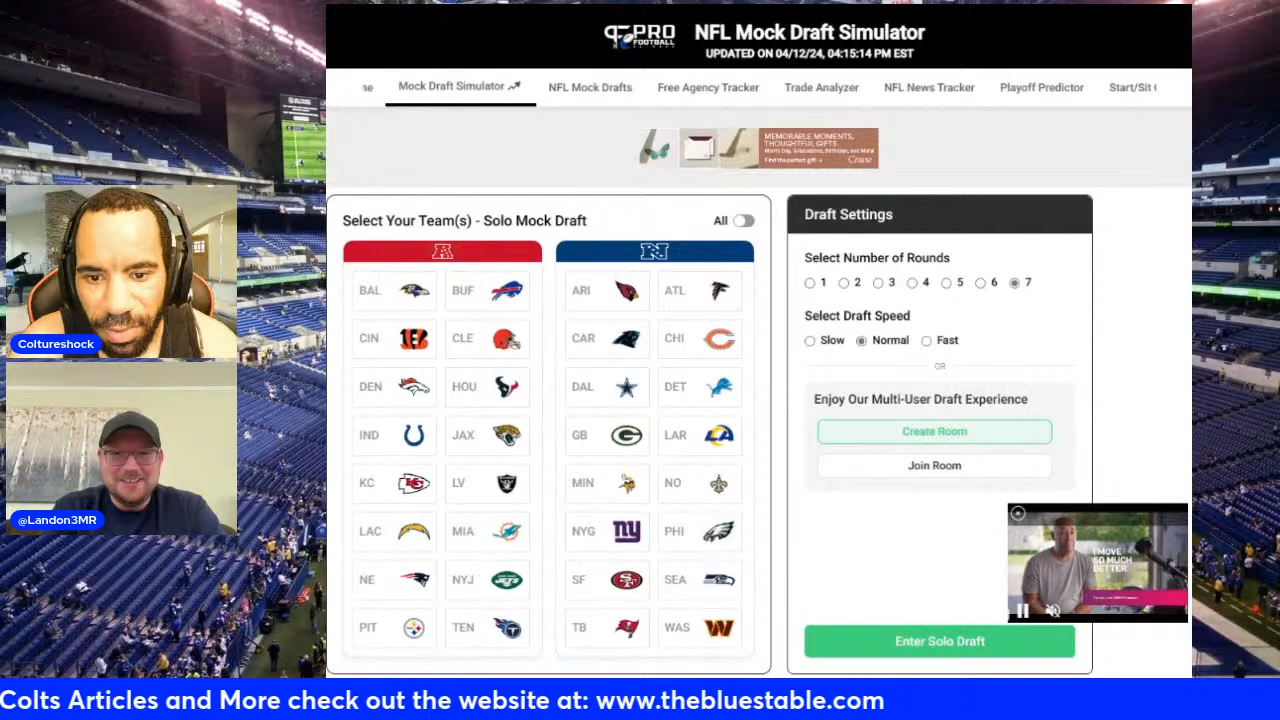 PRO
FOOTBALL
NFL Mock Draft Simulator
UPDATED ON 04/12/24, 04:15:14 PM EST
ne
Mock Draft Simulator
NFL Mock Drafts
Free Agency Tracker
Trade Analyzer
NFL News Tracker
Playoff Predictor
Start/Sit
MEMORABLE MOMENTS,
THOUGHTFUL GIFTS
Crane
Select Your Team(s) - Solo Mock Draft
All
BAL
BUF
CIN
CLE
DEN
HOU
IND
JAX
KC
LV
LAC
MIA
NE
NYJ
PIT
TEN
ARI
ATL
CAR
CHI
DAL
DET
GB
LAR
MIN
NO
NYG
PHI
SF
SEA
TB
WAS
Draft Settings
Select Number of Rounds
1 2 3 4 5 6 7
Select Draft Speed
Slow Normal Fast
OR
Enjoy Our Multi-User Draft Experience
Create Room
Join Room
I MOVE
SO MUCH
BETTER.
Enter Solo Draft
Coltureshock
@Landon3MR
Colts Articles and More check out the website at: www.thebluestable.com